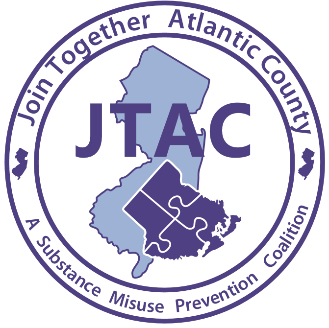 Join Together Atlantic County
JTAC
A Substance Misuse Prevention Coalition